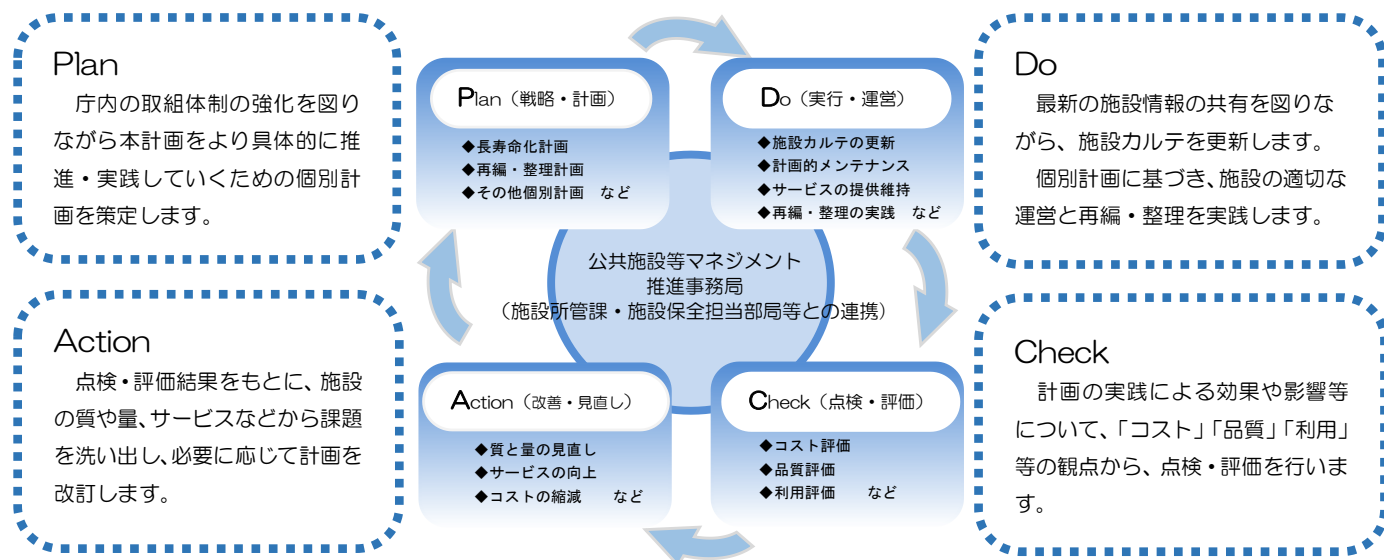 Plan
庁内の取組体制の強化を図り
ながら本計画をより具体的に推
進・実践していくための個別計
画を策定します。
Plan（戦略・計画）
◆長寿命化計画
◆再編・整理計画
◆その他個別計画　など
Do（実行・運営）
◆施設カルテの更新
◆計画的メンテナンス
◆サービスの提供維持
◆再編・整理の実践　など
Do
最新の施設情報の共有を図りな
がら、施設カルテを更新します。
個別計画に基づき、施設の適切な
運営と再編・整理を実践します。
公共施設等マネジメント
推進事務局
（施設所管課・施設保全担当部局等との連携）
Action
点検・評価結果をもとに、施設
の質や量、サービスなどから課題
を洗い出し、必要に応じて計画を
改訂します。
Action（改善・見直し）
◆質と量の見直し
◆サービスの向上
◆コストの縮減　など
Check（点検・評価）
◆コスト評価
◆品質評価
◆利用評価　など
Check
計画の実践による効果や影響等
について、「コスト」「品質」「利用」
等の観点から、点検・評価を行いま
す。